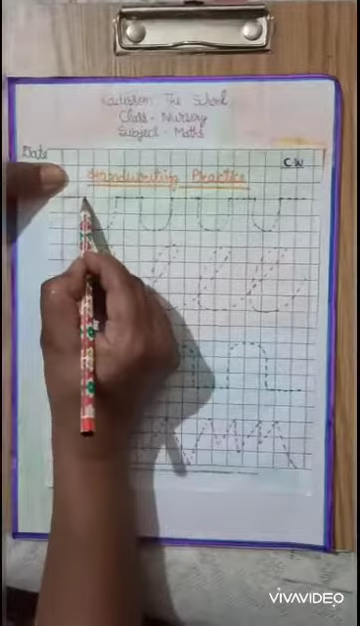 The School
Class - Nursery
Subject - Maths
Date
C.W
Handwriting Practice
VIVAVIDEO